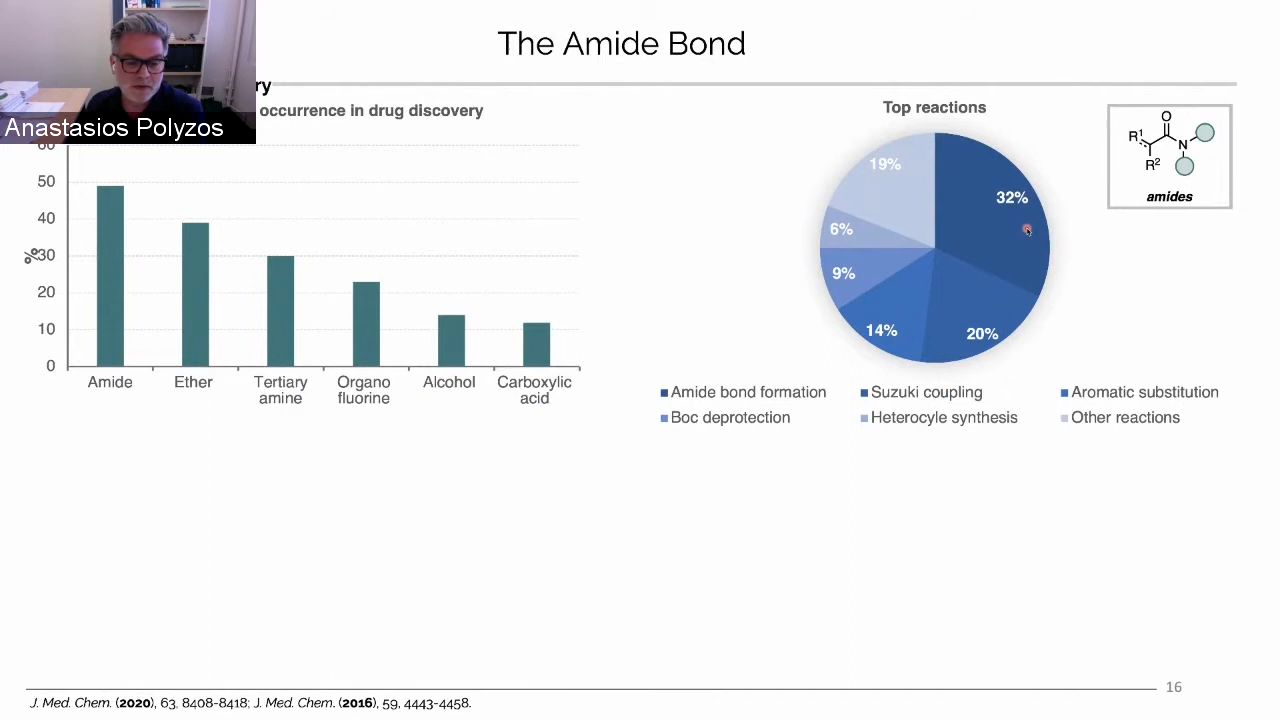 The Amide Bond
ry
Anastasios Polyzos
occurrence in drug discovery
%
60
50
40
30
20
10
0
Amide
Ether
Tertiary
amine
Organo
fluorine
Alcohol
Carboxylic
acid
Top reactions
32%
20%
14%
9%
6%
19%
Amide bond formation
Suzuki coupling
Aromatic substitution
Boc deprotection
Heterocyle synthesis
Other reactions
O
R1
N
R2
amides
16
J. Med. Chem. (2020), 63, 8408-8418; J. Med. Chem. (2016), 59, 4443-4458.